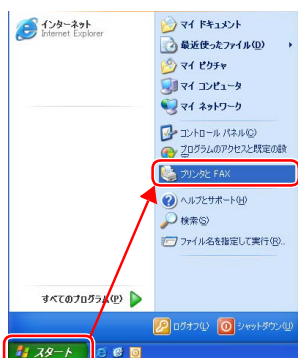 インターネット
Internet Explorer
マイ ドキュメント
最近使ったファイル(D)
マイ ピクチャ
マイ コンピュータ
マイ ネットワーク
コントロール パネル(C)
プログラムのアクセスと既定の設
定
プリンタと FAX
ヘルプとサポート(H)
検索(S)
ファイル名を指定して実行(R)...
すべてのプログラム(P)
ログオフ(L)
シャットダウン(U)
スタート